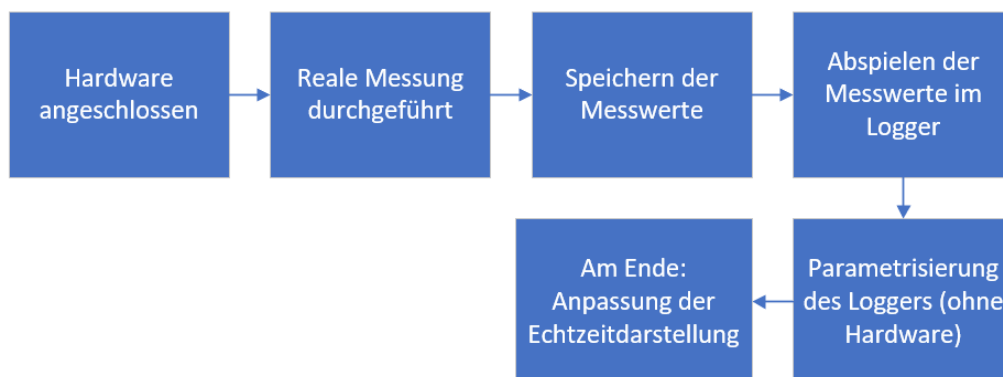 Hardware
angeschlossen
Reale Messung
durchgeführt
Speichern der
Messwerte
Abspielen der
Messwerte im
Logger
Parametrisierung
des Loggers (ohne
Hardware)
Am Ende:
Anpassung der
Echtzeitdarstellung